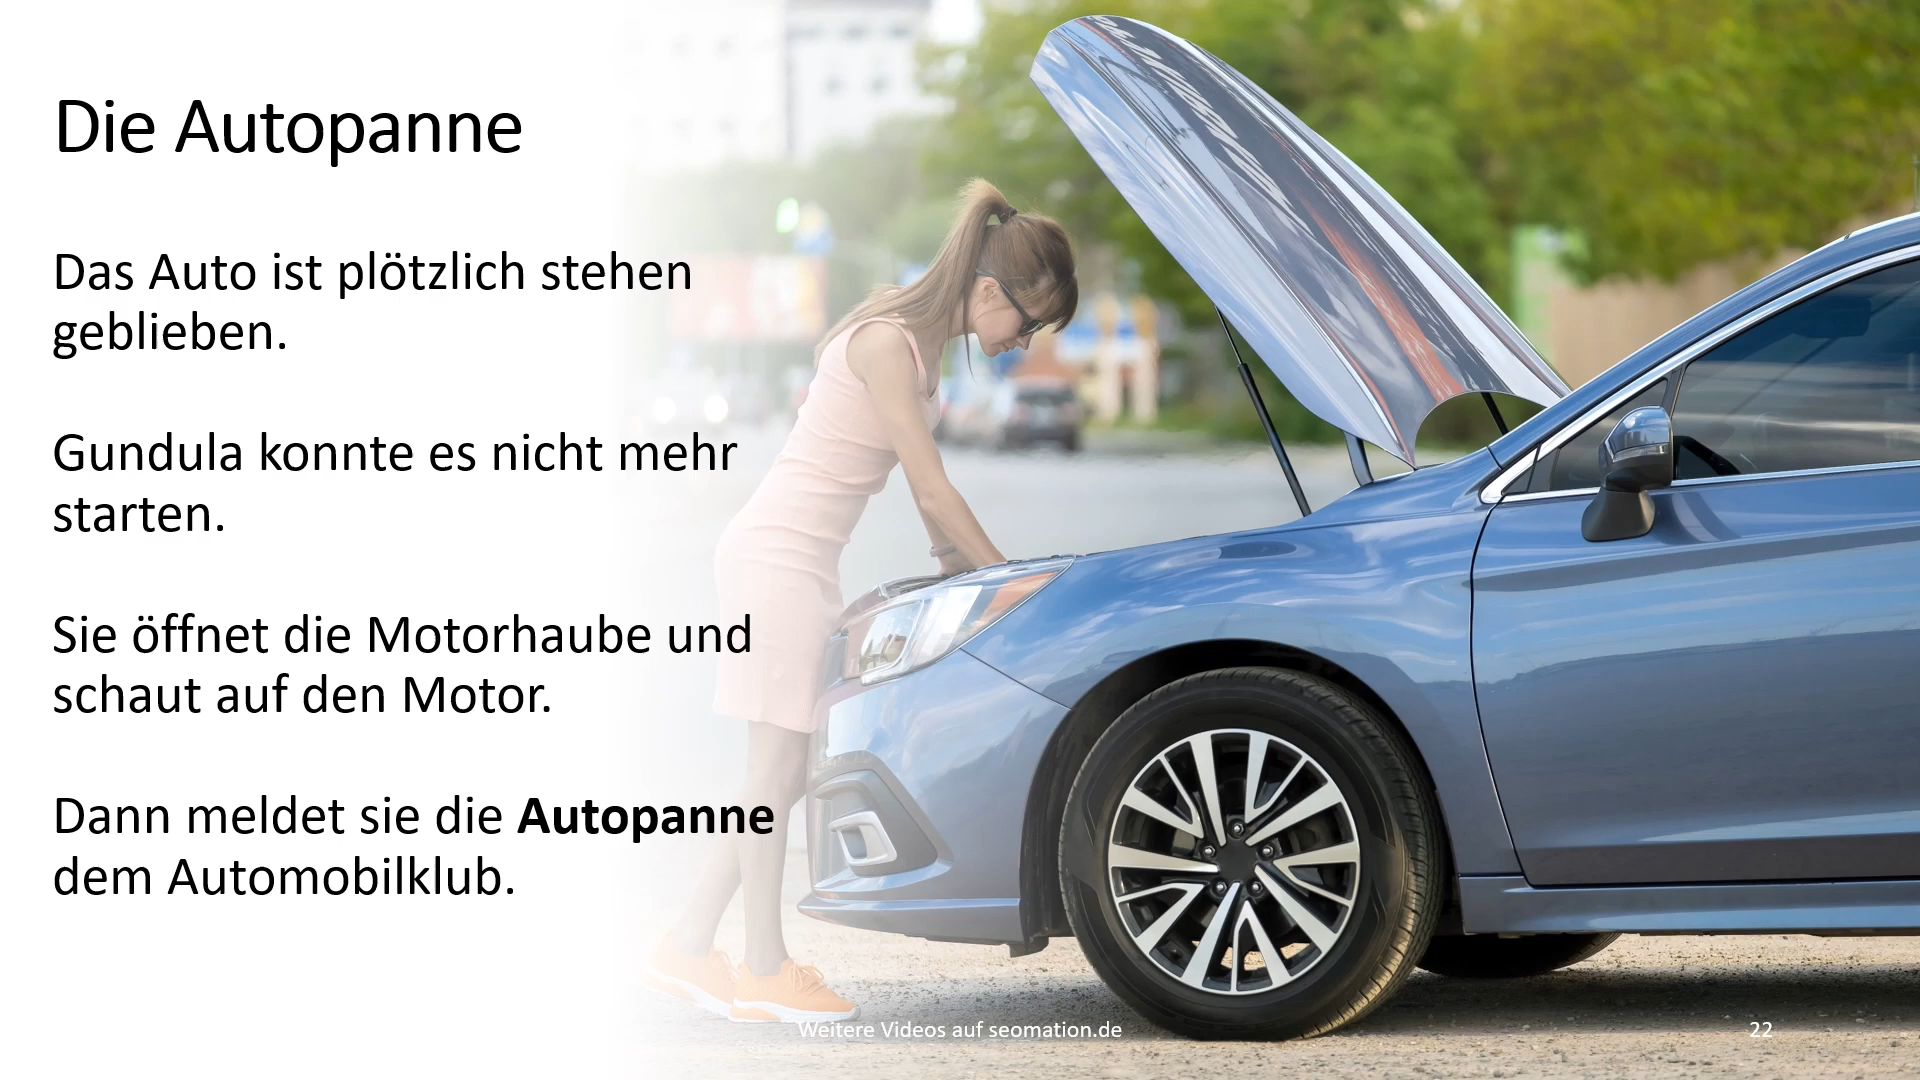 Die Autopanne
Das Auto ist plötzlich stehen
geblieben.
Gundula konnte es nicht mehr
starten.
Sie öffnet die Motorhaube und
schaut auf den Motor.
Dann meldet sie die Autopanne
dem Automobilklub.
Weitere Videos auf seomation.de
22